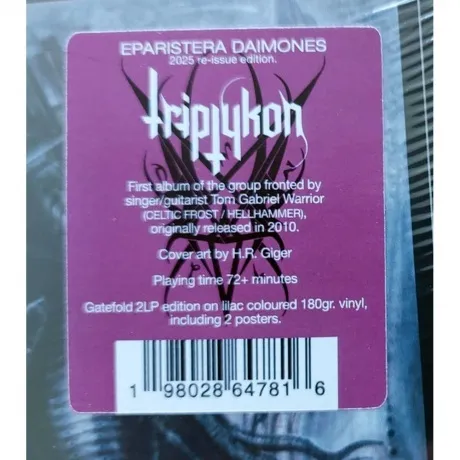 EPARISTERA DAIMONES
2025 re-issue edition.
triptykon
First album of the group fronted by
singer/guitarist Tom Gabriel Warrior
(CELTIC FROST / HELLHAMMER),
originally released in 2010.
Cover art by H.R. Giger
Playing time 72+ minutes
Gatefold 2LP edition on lilac coloured 180gr. vinyl,
including 2 posters.
1 98028 64781 6